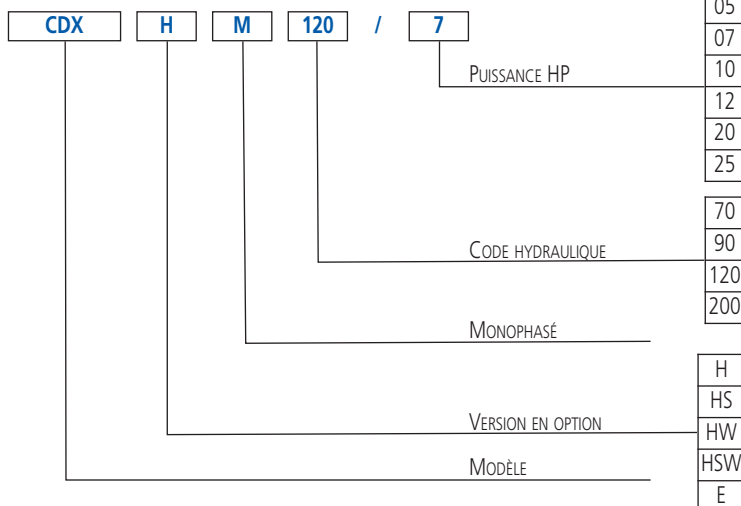 CDX H M 120 / 7
05
07
PUISSANCE HP
10
12
20
25
70
CODE HYDRAULIQUE
90
120
200
MONOPHASÉ
H
HS
VERSION EN OPTION
HW
MODÈLE
HSW
E